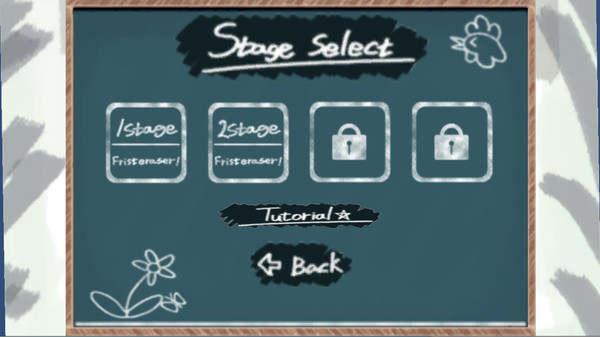 Stage Select
1Stage
Fristeraser!
2Stage
Fristeraser!
Tutorial☆
⇦ Back